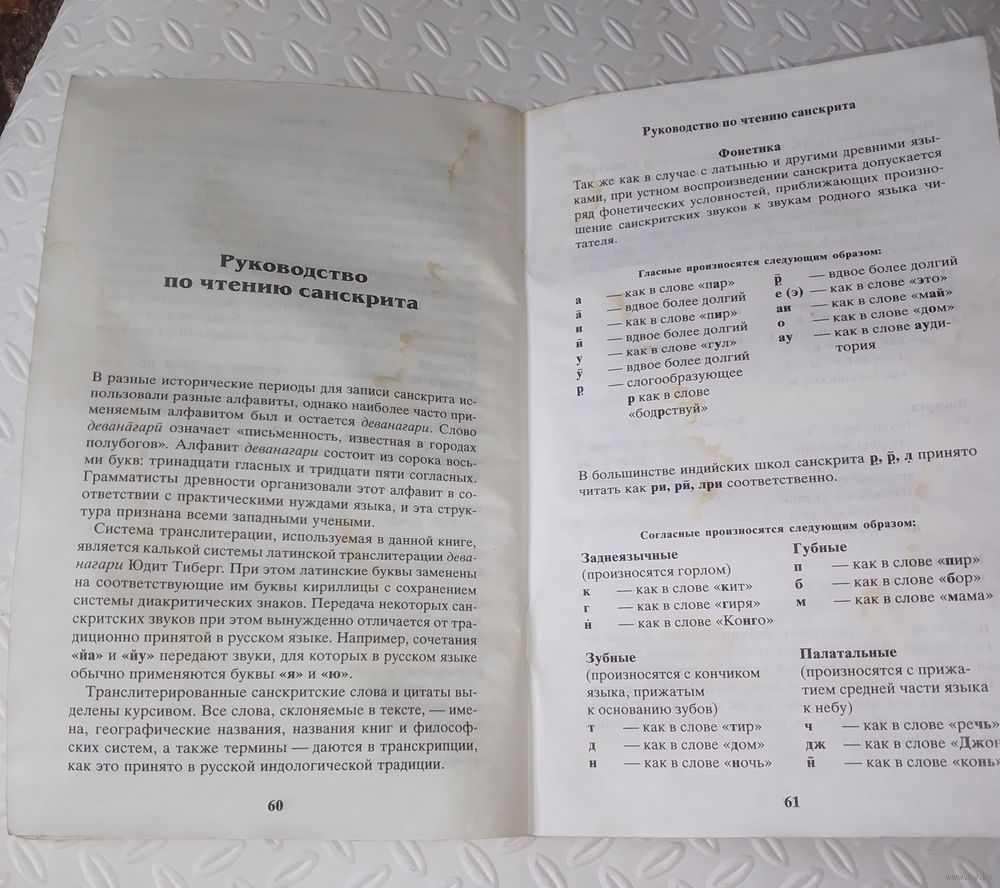 Руководство
по чтению санскрита
В разные исторические периоды для записи санскрита ис-
пользовали разные алфавиты, однако наиболее часто при-
меняемым алфавитом был и остается деванагари. Слово
девана̄гарӣ означает «письменность, известная в городах
полубогов». Алфавит деванагари состоит из сорока вось-
ми букв: тринадцати гласных и тридцати пяти согласных.
Грамматисты древности организовали этот алфавит в со-
ответствии с практическими нуждами языка, и эта струк-
тура признана всеми западными учеными.
Система транслитерации, используемая в данной книге,
является калькой системы латинской транслитерации дева-
нагари Юдит Тиберг. При этом латинские буквы заменены
на соответствующие им буквы кириллицы с сохранением
системы диакритических знаков. Передача некоторых сан-
скритских звуков при этом вынужденно отличается от тра-
диционно принятой в русском языке. Например, сочетания
«йа» и «йу» передают звуки, для которых в русском языке
обычно применяются буквы «я» и «ю».
Транслитерированные санскритские слова и цитаты вы-
делены курсивом. Все слова, склоняемые в тексте, — име-
на, географические названия, названия книг и философ-
ских систем, а также термины — даются в транскрипции,
как это принято в русской индологической традиции.
60
Руководство по чтению санскрита
Фонетика
Так же как в случае с латынью и другими древними язы-
ками, при устном воспроизведении санскрита допускается
ряд фонетических условностей, приближающих произно-
шение санскритских звуков к звукам родного языка чи-
тателя.
Гласные произносятся следующим образом:
а — как в слове «пар»
а̄ — вдвое более долгий
и — как в слове «пир»
ӣ — вдвое более долгий
у — как в слове «гул»
ӯ — вдвое более долгий
р̣ — слогообразующее
р как в слове
«бодрствуй»
р̣̄ — вдвое более долгий
е (э) — как в слове «это»
аи — как в слове «май»
о — как в слове «дом»
ау — как в слове ауди-
тория
В большинстве индийских школ санскрита р̣, р̣̄, л̣ принято
читать как ри, рӣ, лри соответственно.
Согласные произносятся следующим образом:
Заднеязычные
(произносятся горлом)
к — как в слове «кит»
г — как в слове «гиря»
н̇ — как в слове «Конго»
Губные
п — как в слове «пир»
б — как в слове «бор»
м — как в слове «мама»
Зубные
(произносятся с кончиком
языка, прижатым
к основанию зубов)
т — как в слове «тир»
д — как в слове «дом»
н — как в слове «ночь»
Палатальные
(произносятся с прижа-
тием средней части языка
к небу)
ч — как в слове «речь»
дж — как в слове «Джон
н̃ — как в слове «конь»
61